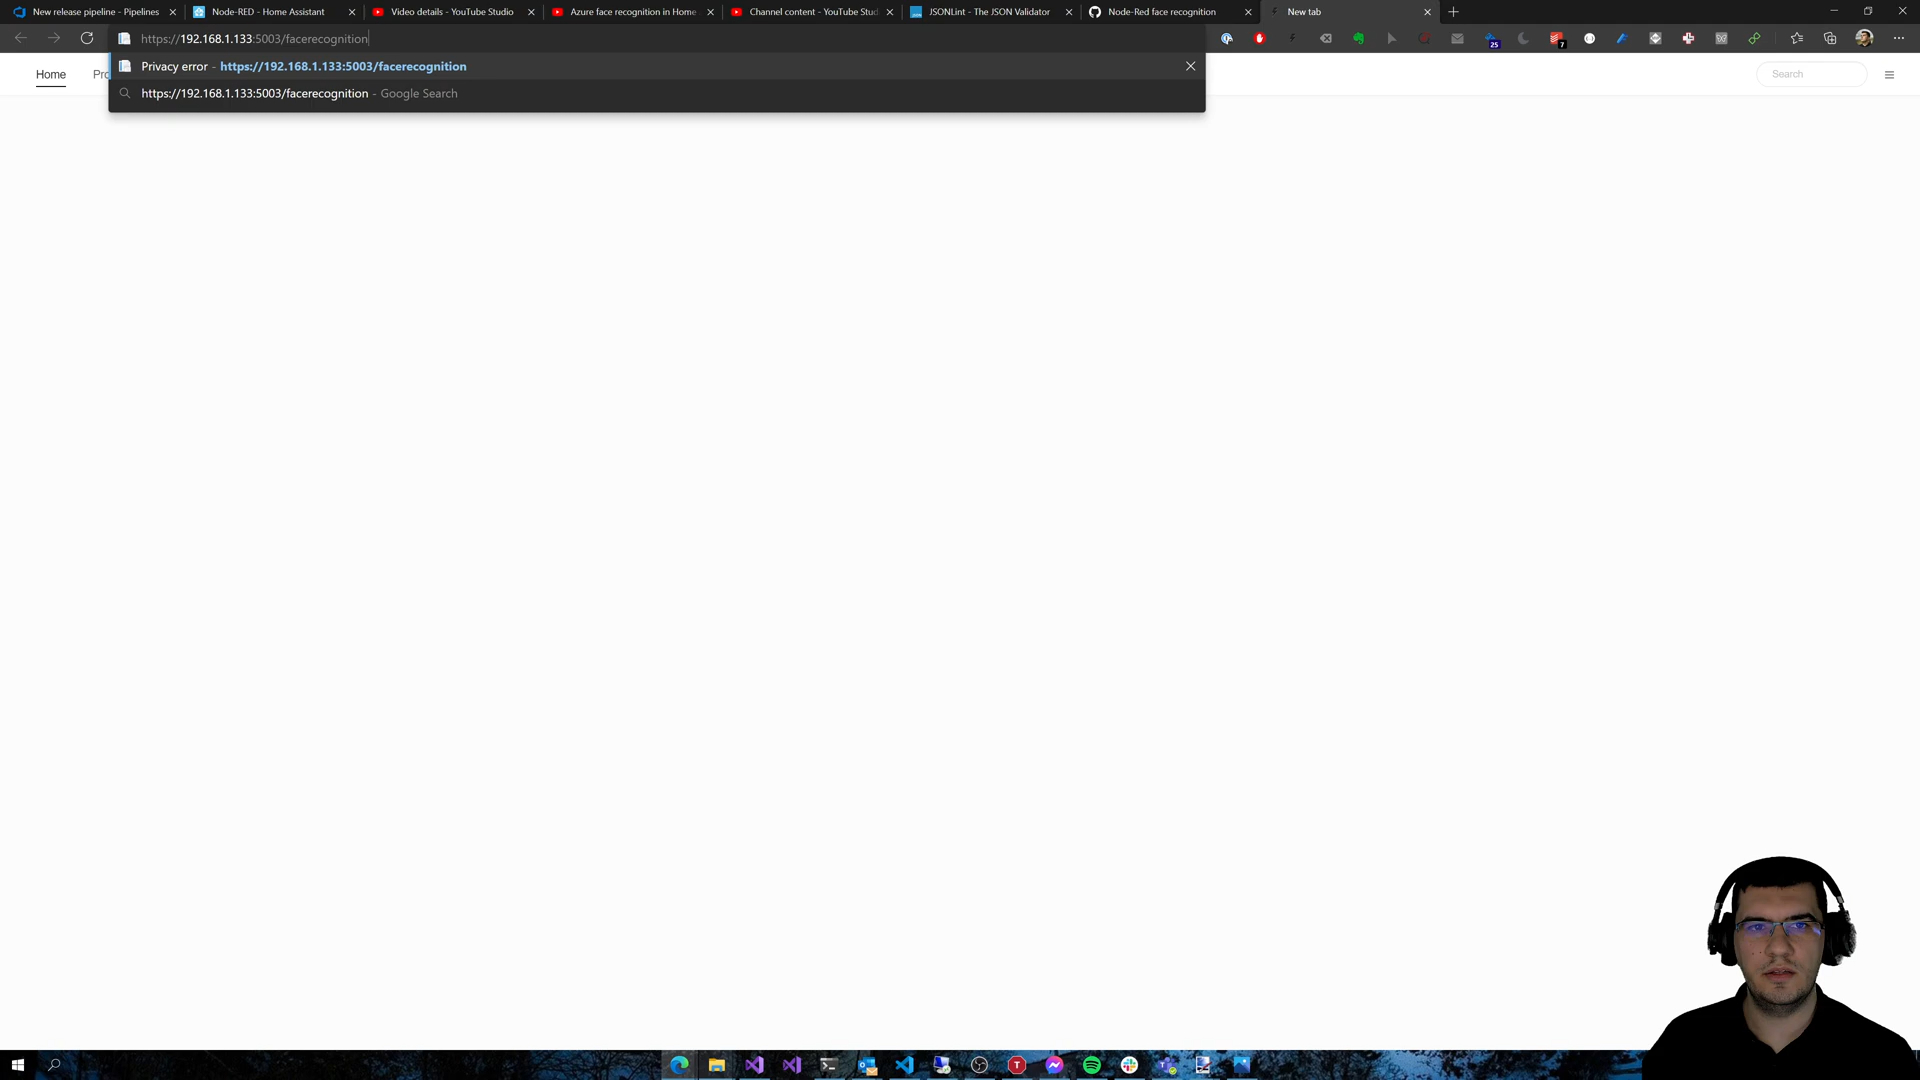 New release pipeline - Pipelines
Node-RED - Home Assistant
Video details - YouTube Studio
Azure face recognition in Home
Channel content - YouTube Stud
JSONLint - The JSON Validator
Node-Red face recognition
New tab
https://192.168.1.133:5003/facerecognition
25
7
Privacy error - https://192.168.1.133:5003/facerecognition
https://192.168.1.133:5003/facerecognition - Google Search
Home
Pro
Search